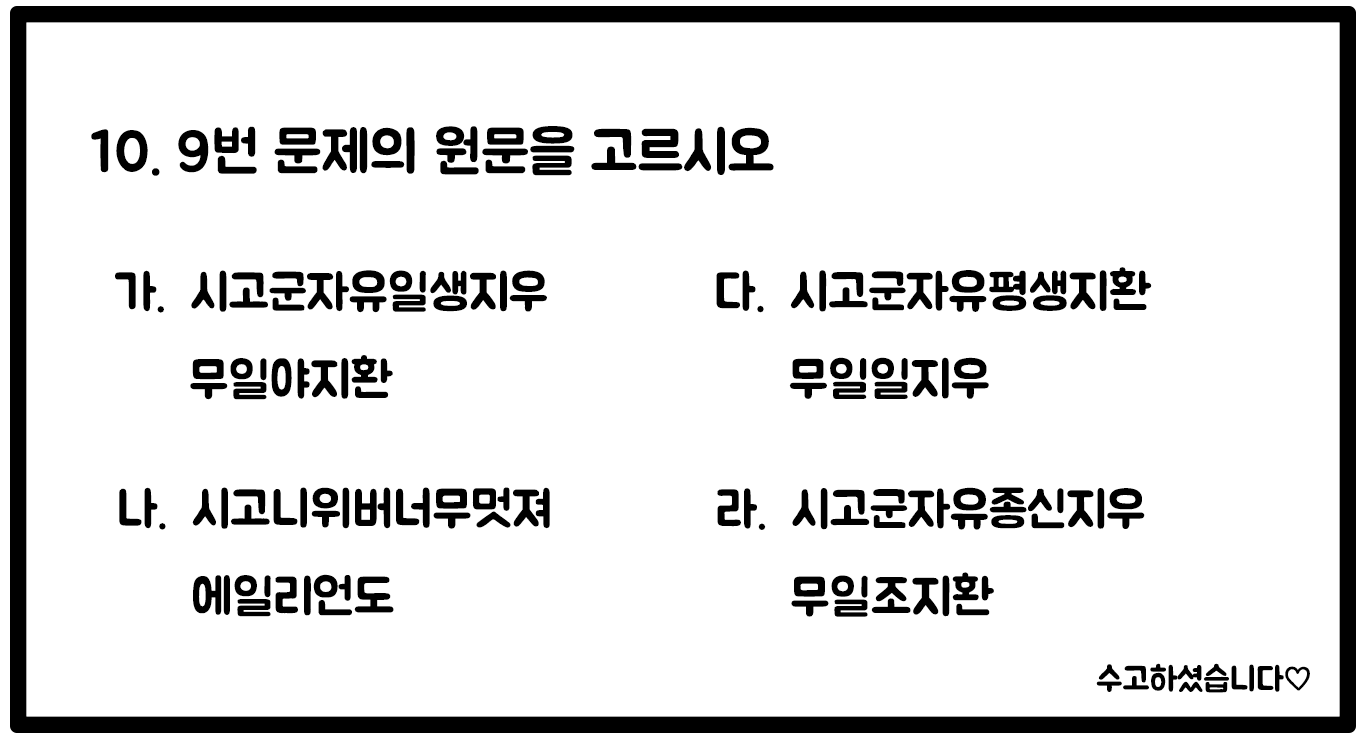 10. 9번 문제의 원문을 고르시오
가. 시고군자유일생지우
무일야지환
다. 시고군자유평생지환
무일일지우
나. 시고니위버너무멋져
에일리언도
라. 시고군자유종신지우
무일조지환
수고하셨습니다♡